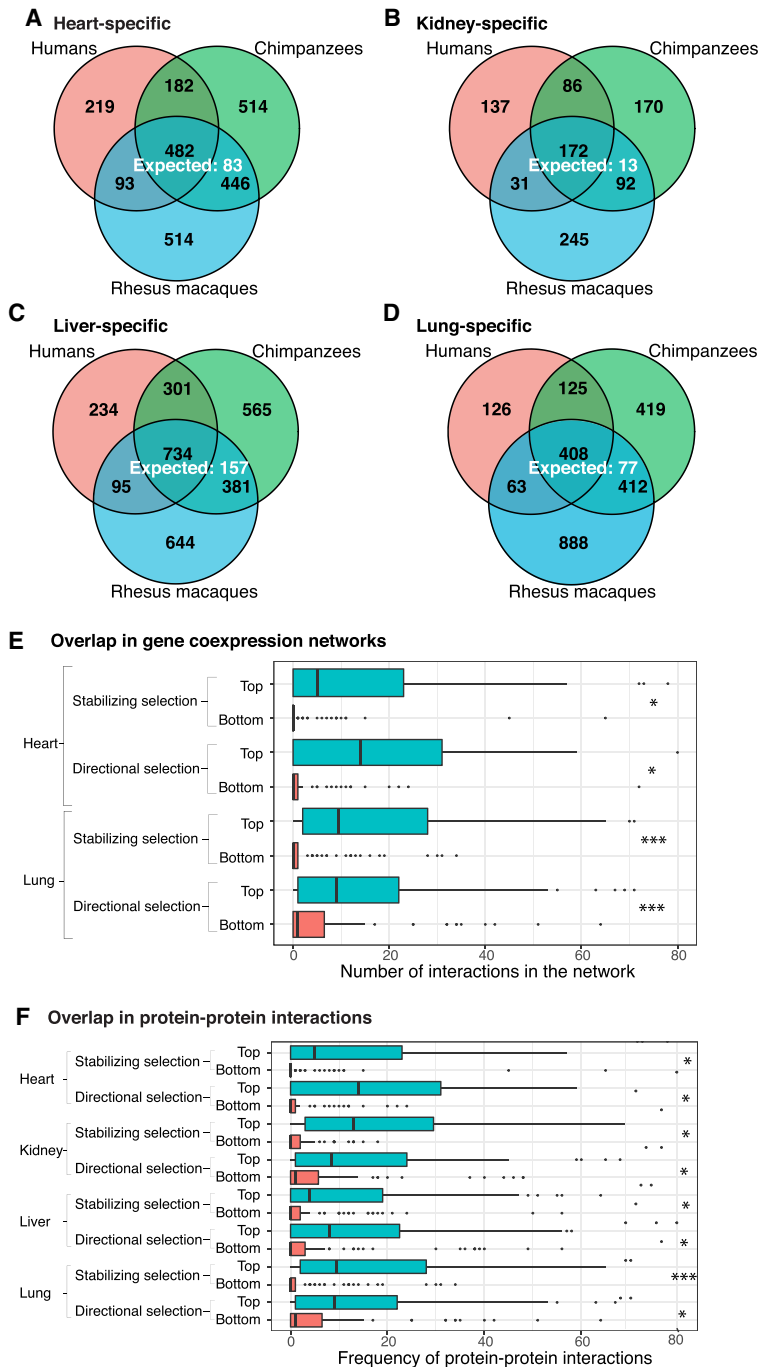 A Heart-specific
Humans Chimpanzees
182
219 514
482
Expected: 83
93 446
514
Rhesus macaques
B Kidney-specific
Humans Chimpanzees
86
137 170
172
Expected: 13
31 92
245
Rhesus macaques
C Liver-specific
Humans Chimpanzees
301
234 565
734
Expected: 157
95 381
644
Rhesus macaques
D Lung-specific
Humans Chimpanzees
125
126 419
408
Expected: 77
63 412
888
Rhesus macaques
E Overlap in gene coexpression networks
Heart
Stabilizing selection
Top
*
Bottom
Directional selection
Top
*
Bottom
Lung
Stabilizing selection
Top
***
Bottom
Directional selection
Top
***
Bottom
0 20 40 60 80
Number of interactions in the network
F Overlap in protein-protein interactions
Heart
Stabilizing selection
Top
*
Bottom
Directional selection
Top
*
Bottom
Kidney
Stabilizing selection
Top
*
Bottom
Directional selection
Top
*
Bottom
Liver
Stabilizing selection
Top
*
Bottom
Directional selection
Top
*
Bottom
Lung
Stabilizing selection
Top
***
Bottom
Directional selection
Top
*
Bottom
0 20 40 60 80
Frequency of protein-protein interactions